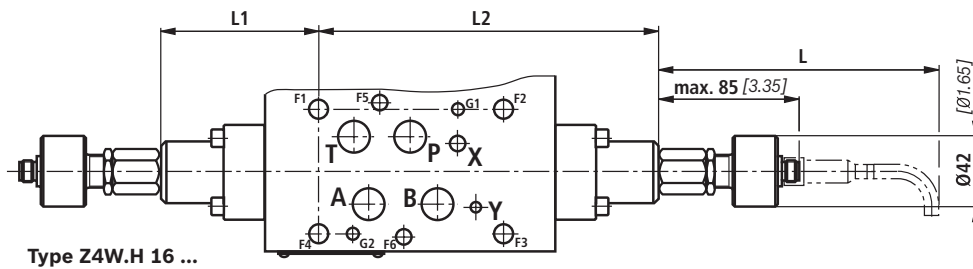 L1
L2
L
max. 85 [3.35]
[Ø1.65]
Ø42
F1
F5
G1
F2
T
P
X
A
B
Y
F4
G2
F6
F3
Type Z4W.H 16 ...